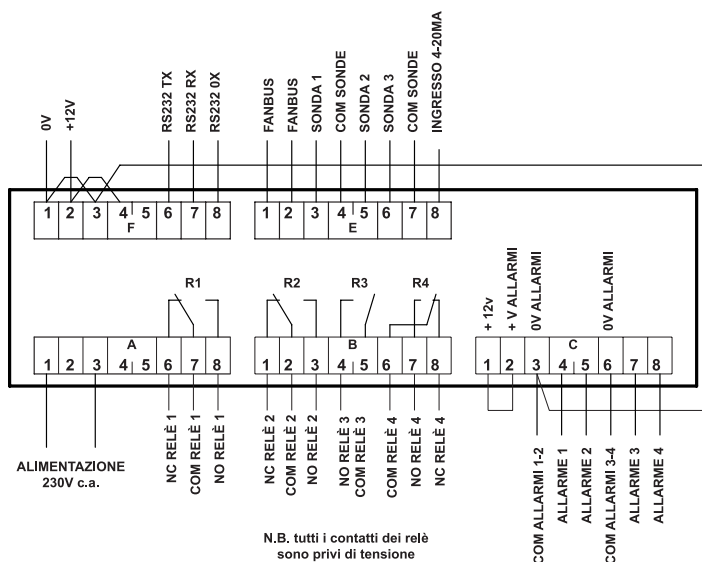 0V
+12V
RS232 TX
RS232 RX
RS232 0X
FANBUS
FANBUS
SONDA 1
COM SONDE
SONDA 2
SONDA 3
COM SONDE
INGRESSO 4-20MA
1 2 3 4 5 6 7 8
F
1 2 3 4 5 6 7 8
E
R1
R2
R3
R4
+ 12v
+ V ALLARMI
0V ALLARMI
0V ALLARMI
A
1 2 3 4 5 6 7 8
B
1 2 3 4 5 6 7 8
C
1 2 3 4 5 6 7 8
ALIMENTAZIONE
230V c.a.
NC RELÈ 1
COM RELÈ 1
NO RELÈ 1
NC RELÈ 2
COM RELÈ 2
NO RELÈ 2
NO RELÈ 3
COM RELÈ 3
COM RELÈ 4
NO RELÈ 4
NC RELÈ 4
COM ALLARMI 1-2
ALLARME 1
ALLARME 2
COM ALLARMI 3-4
ALLARME 3
ALLARME 4
N.B. tutti i contatti dei relè
sono privi di tensione